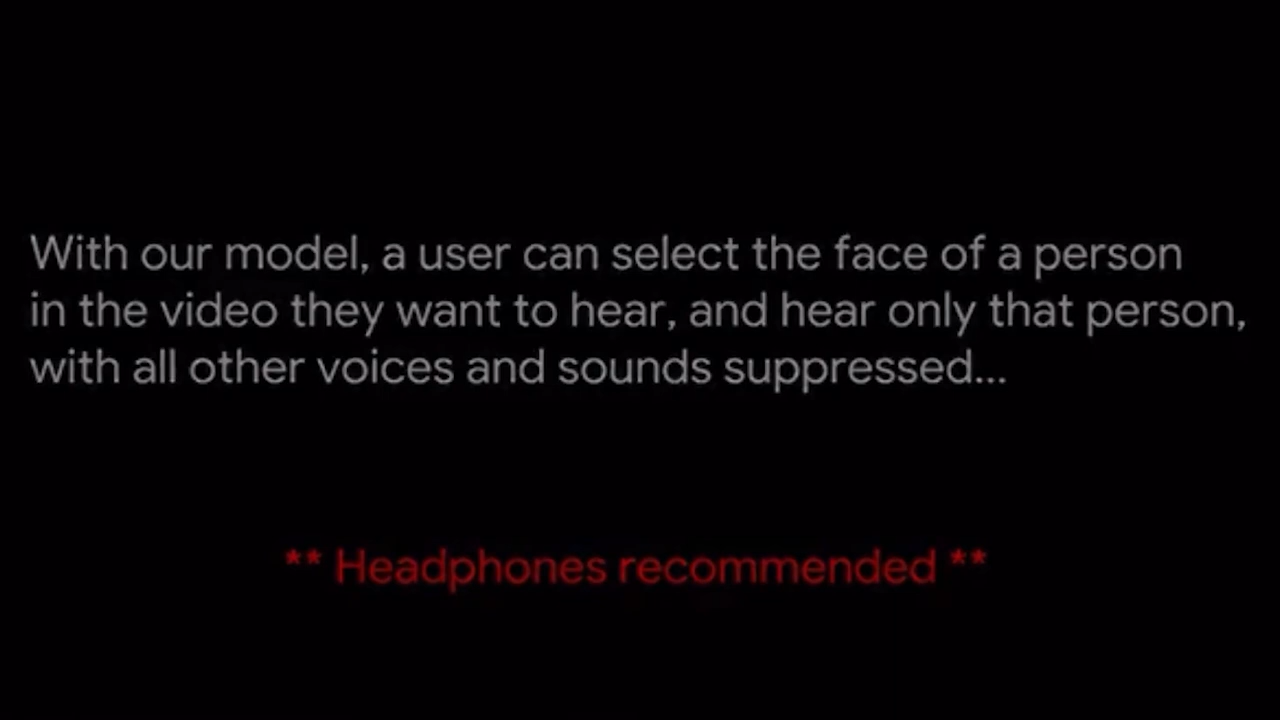 With our model, a user can select the face of a person
in the video they want to hear, and hear only that person,
with all other voices and sounds suppressed...
** Headphones recommended **